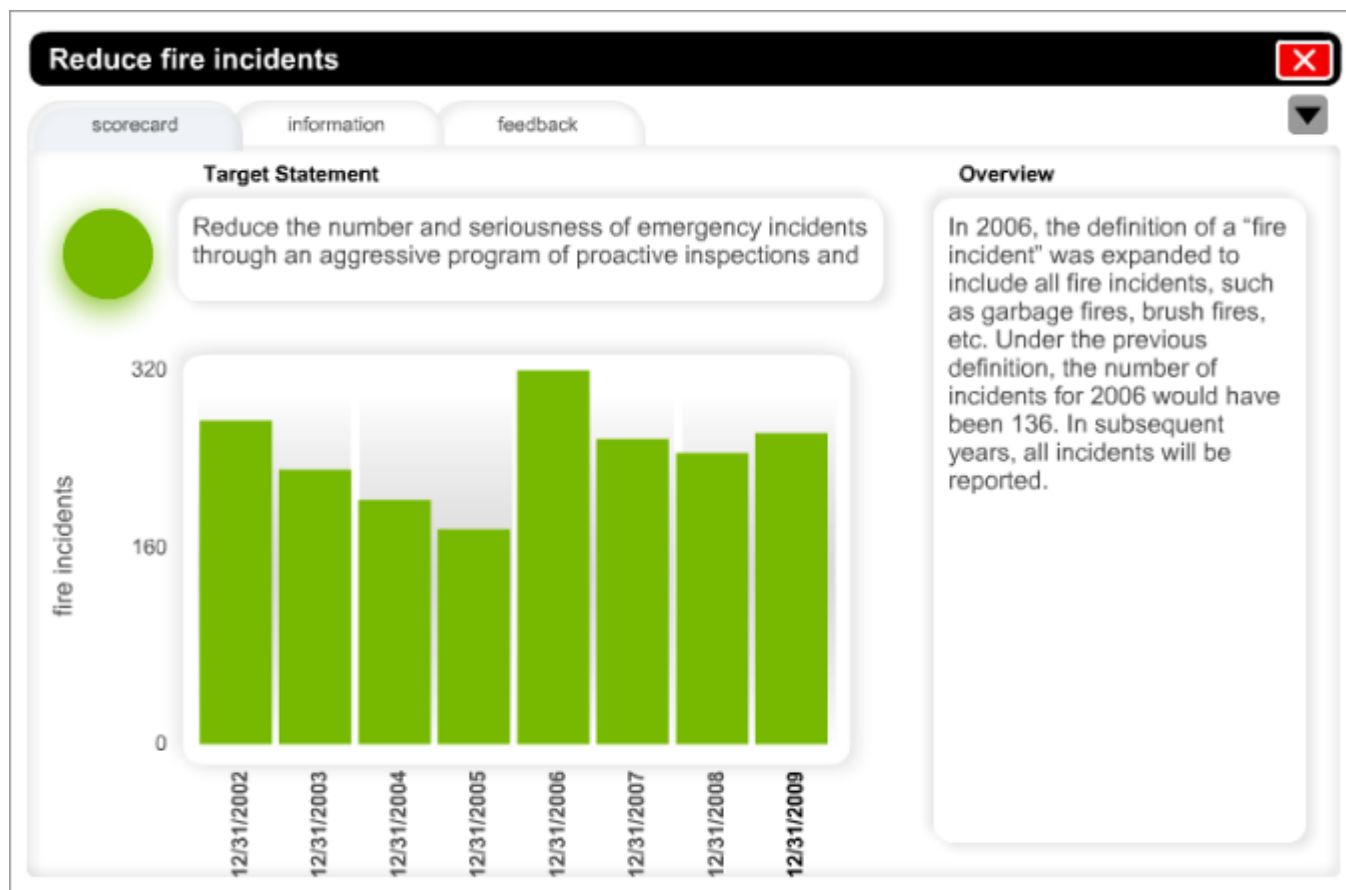 Reduce fire incidents
scorecard
information
feedback
Target Statement
Reduce the number and seriousness of emergency incidents
through an aggressive program of proactive inspections and
320
160
0
fire incidents
12/31/2002
12/31/2003
12/31/2004
12/31/2005
12/31/2006
12/31/2007
12/31/2008
12/31/2009
Overview
In 2006, the definition of a “fire
incident” was expanded to
include all fire incidents, such
as garbage fires, brush fires,
etc. Under the previous
definition, the number of
incidents for 2006 would have
been 136. In subsequent
years, all incidents will be
reported.